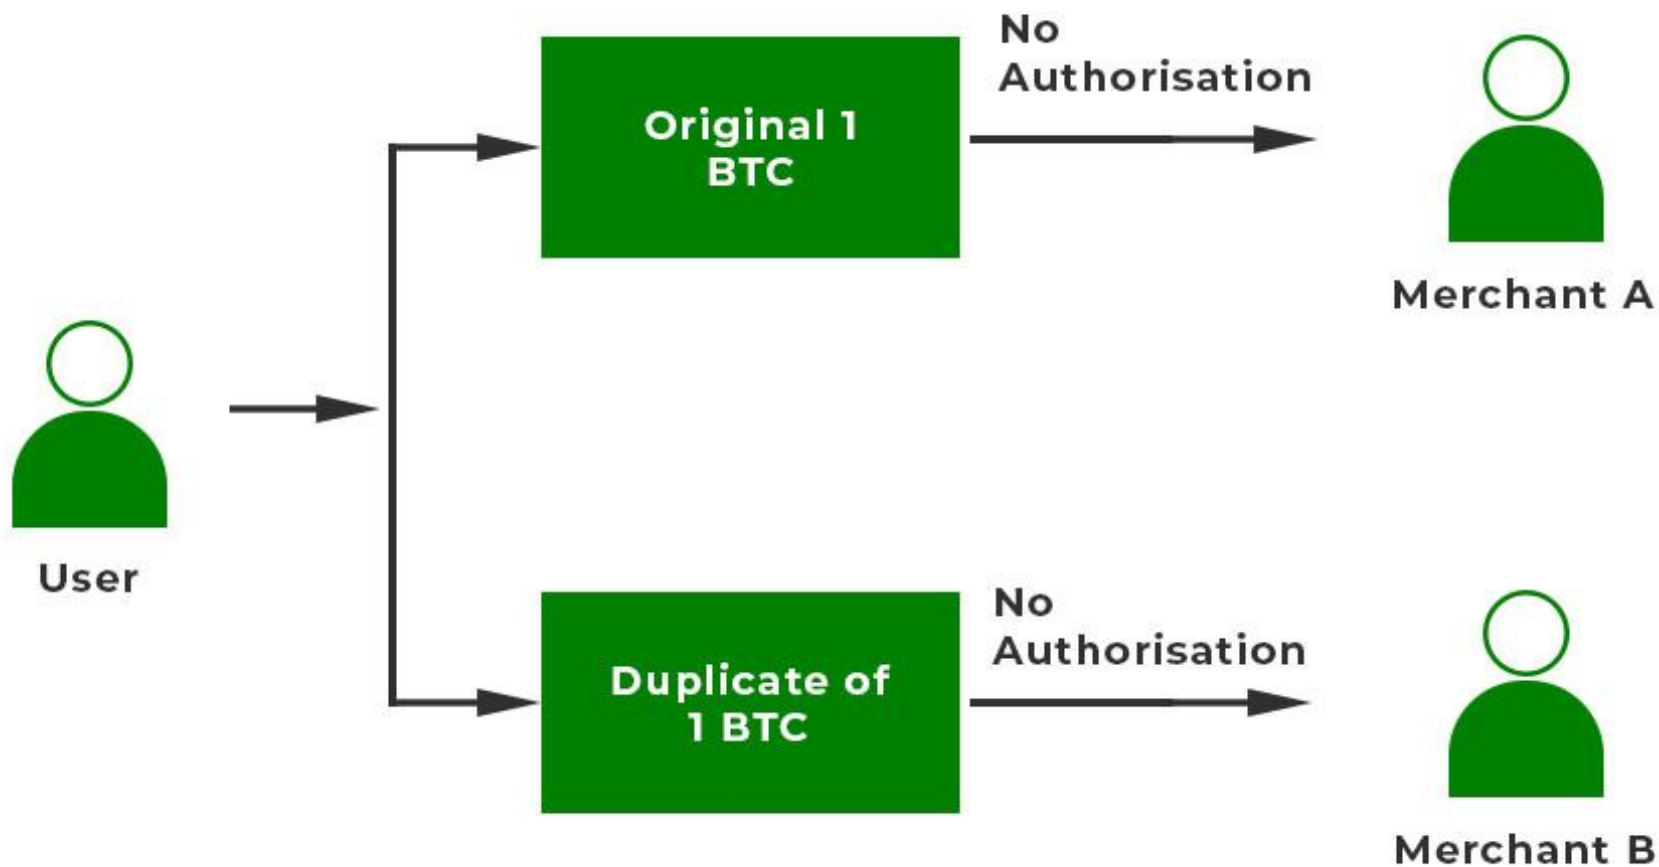 No
Authorisation
Original 1
BTC
Merchant A
User
No
Authorisation
Duplicate of
1 BTC
Merchant B